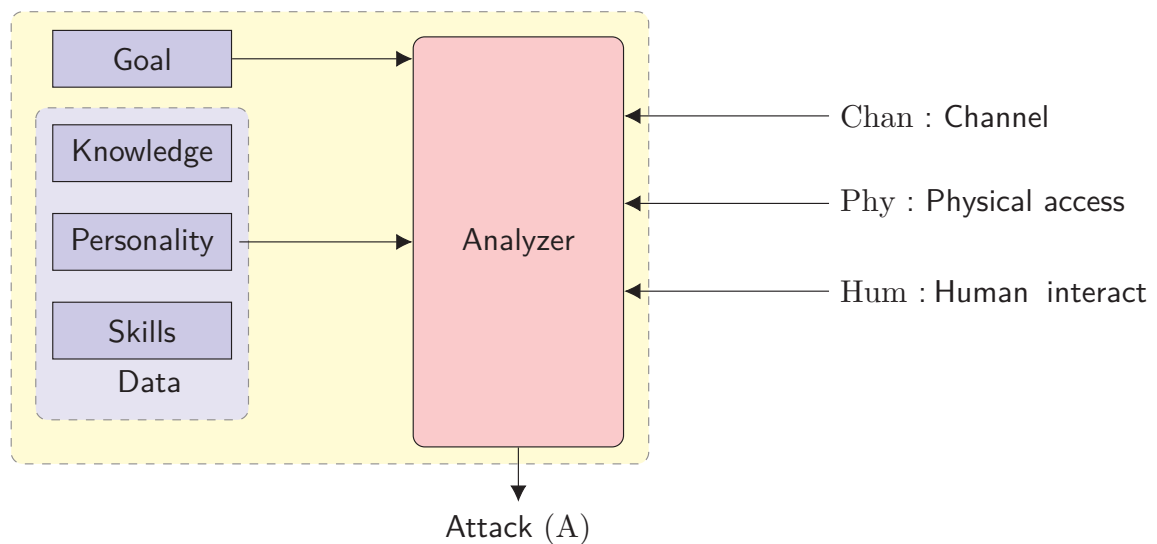 Goal
Knowledge
Personality
Skills
Data
Analyzer
Chan : Channel
Phy : Physical access
Hum : Human interact
Attack (A)